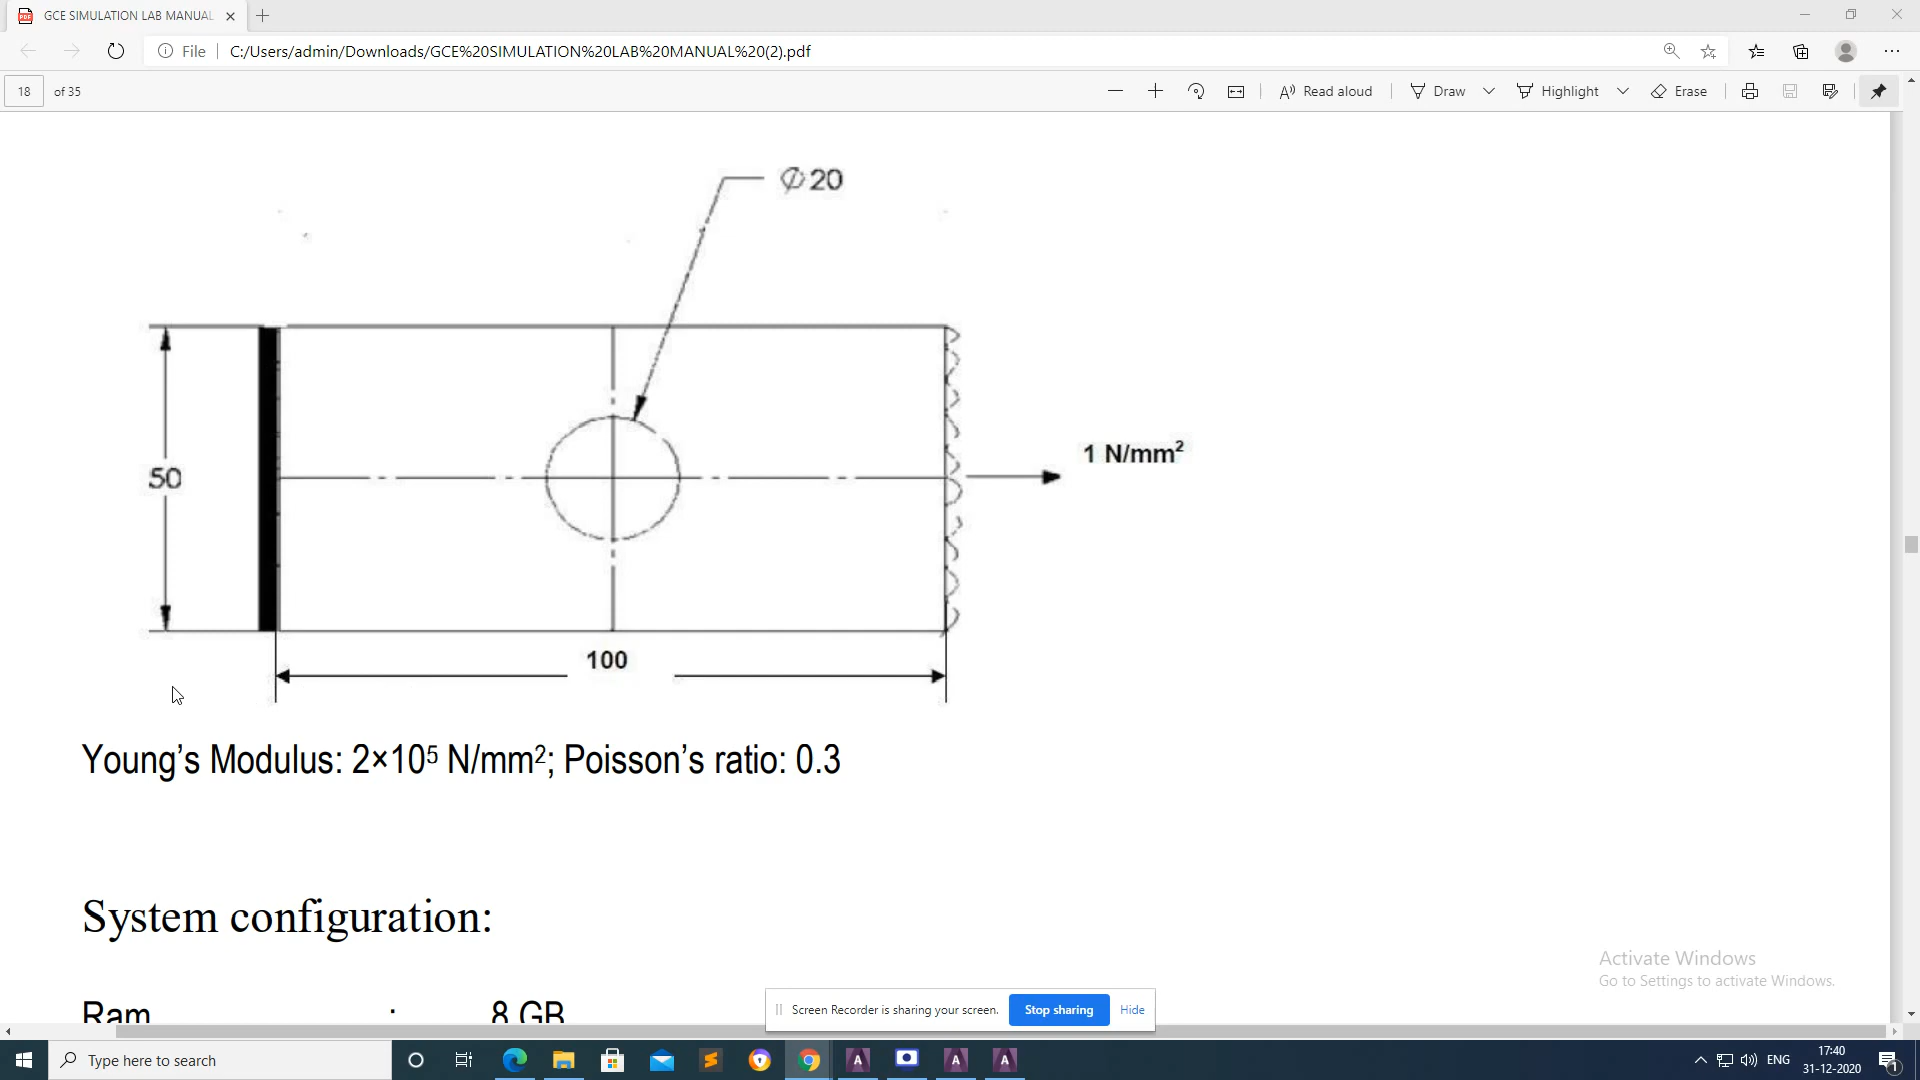 GCE SIMULATION LAB MANUAL
File
C:/Users/admin/Downloads/GCE%20SIMULATION%20LAB%20MANUAL%20(2).pdf
18 of 35
Read aloud
Draw
Highlight
Erase
∅20
50
1 N/mm²
100
Young's Modulus: 2×10⁵ N/mm²; Poisson's ratio: 0.3
System configuration:
Ram : 8 GB
Activate Windows
Go to Settings to activate Windows.
Screen Recorder is sharing your screen. Stop sharing Hide
Type here to search
ENG
17:40
31-12-2020
1